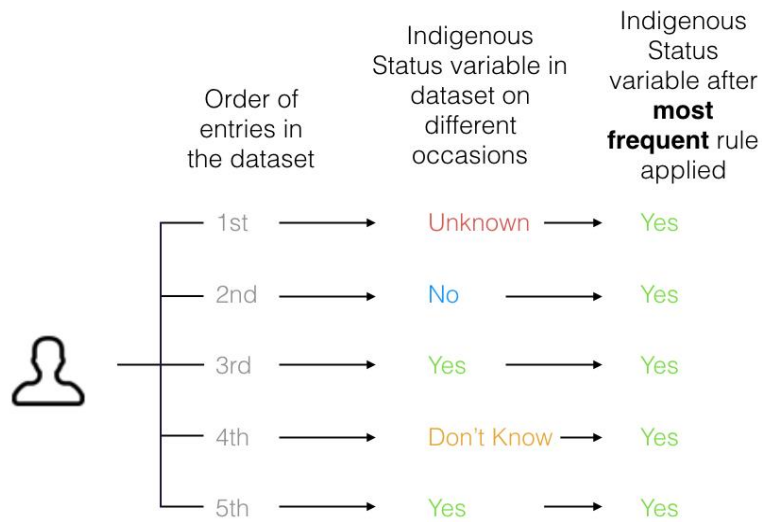 Order of
entries in
the dataset
Indigenous
Status variable in
dataset on
different
occasions
Indigenous
Status
variable after
most
frequent rule
applied
1st Unknown Yes
2nd No Yes
3rd Yes Yes
4th Don't Know Yes
5th Yes Yes